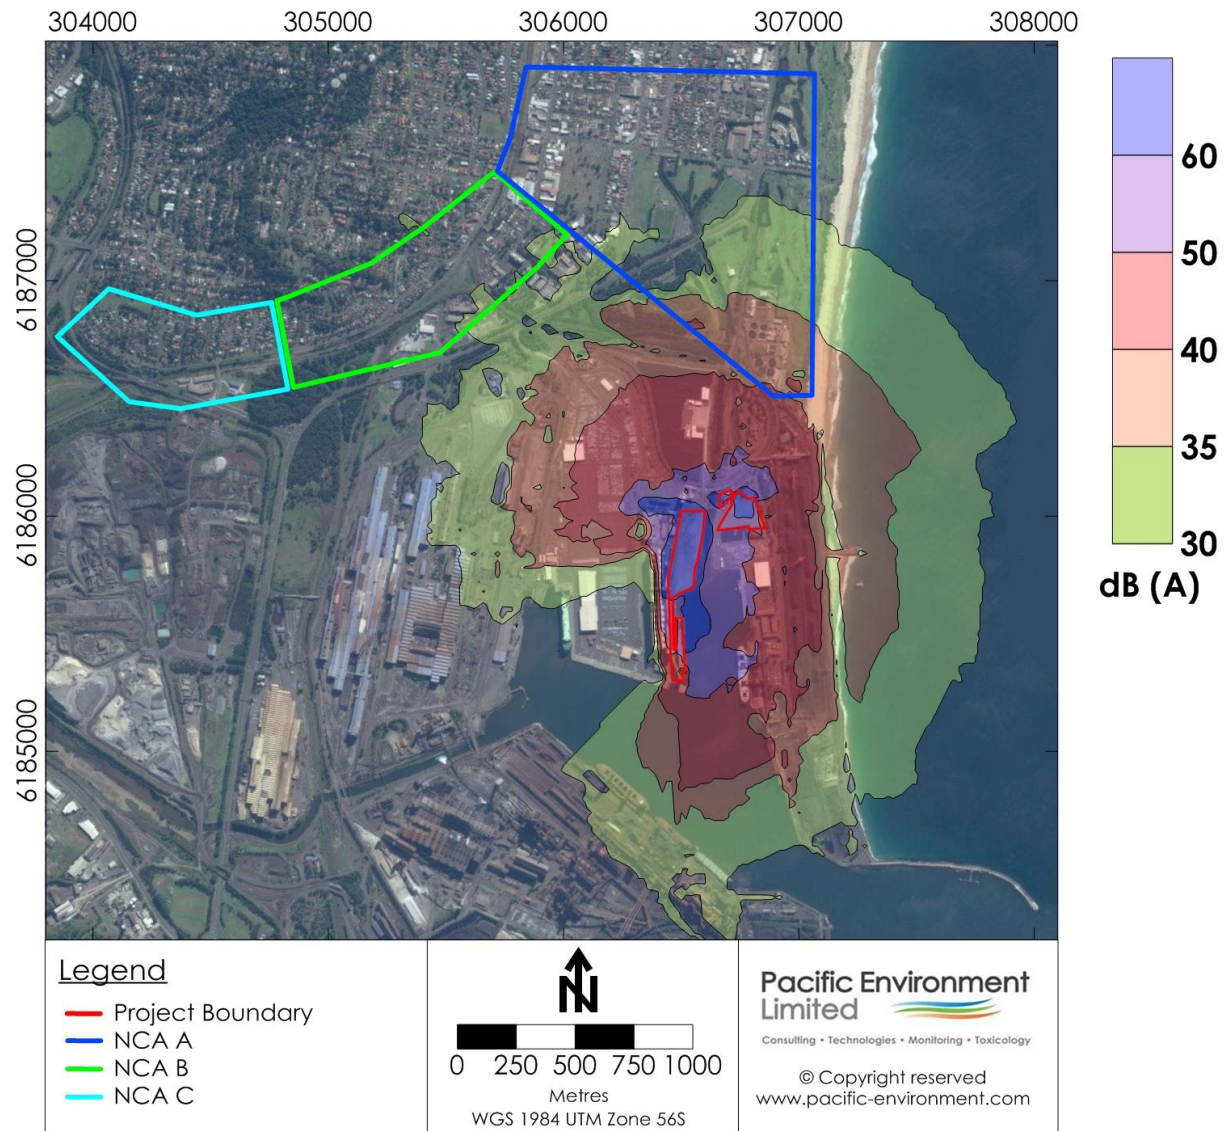 304000 305000 306000 307000 308000
6187000
6186000
6185000
60
50
40
35
30
dB (A)
Legend
Project Boundary
NCA A
NCA B
NCA C
N
0 250 500 750 1000
Metres
WGS 1984 UTM Zone 56S
Pacific Environment
Limited
Consulting • Technologies • Monitoring • Toxicology
© Copyright reserved
www.pacific-environment.com